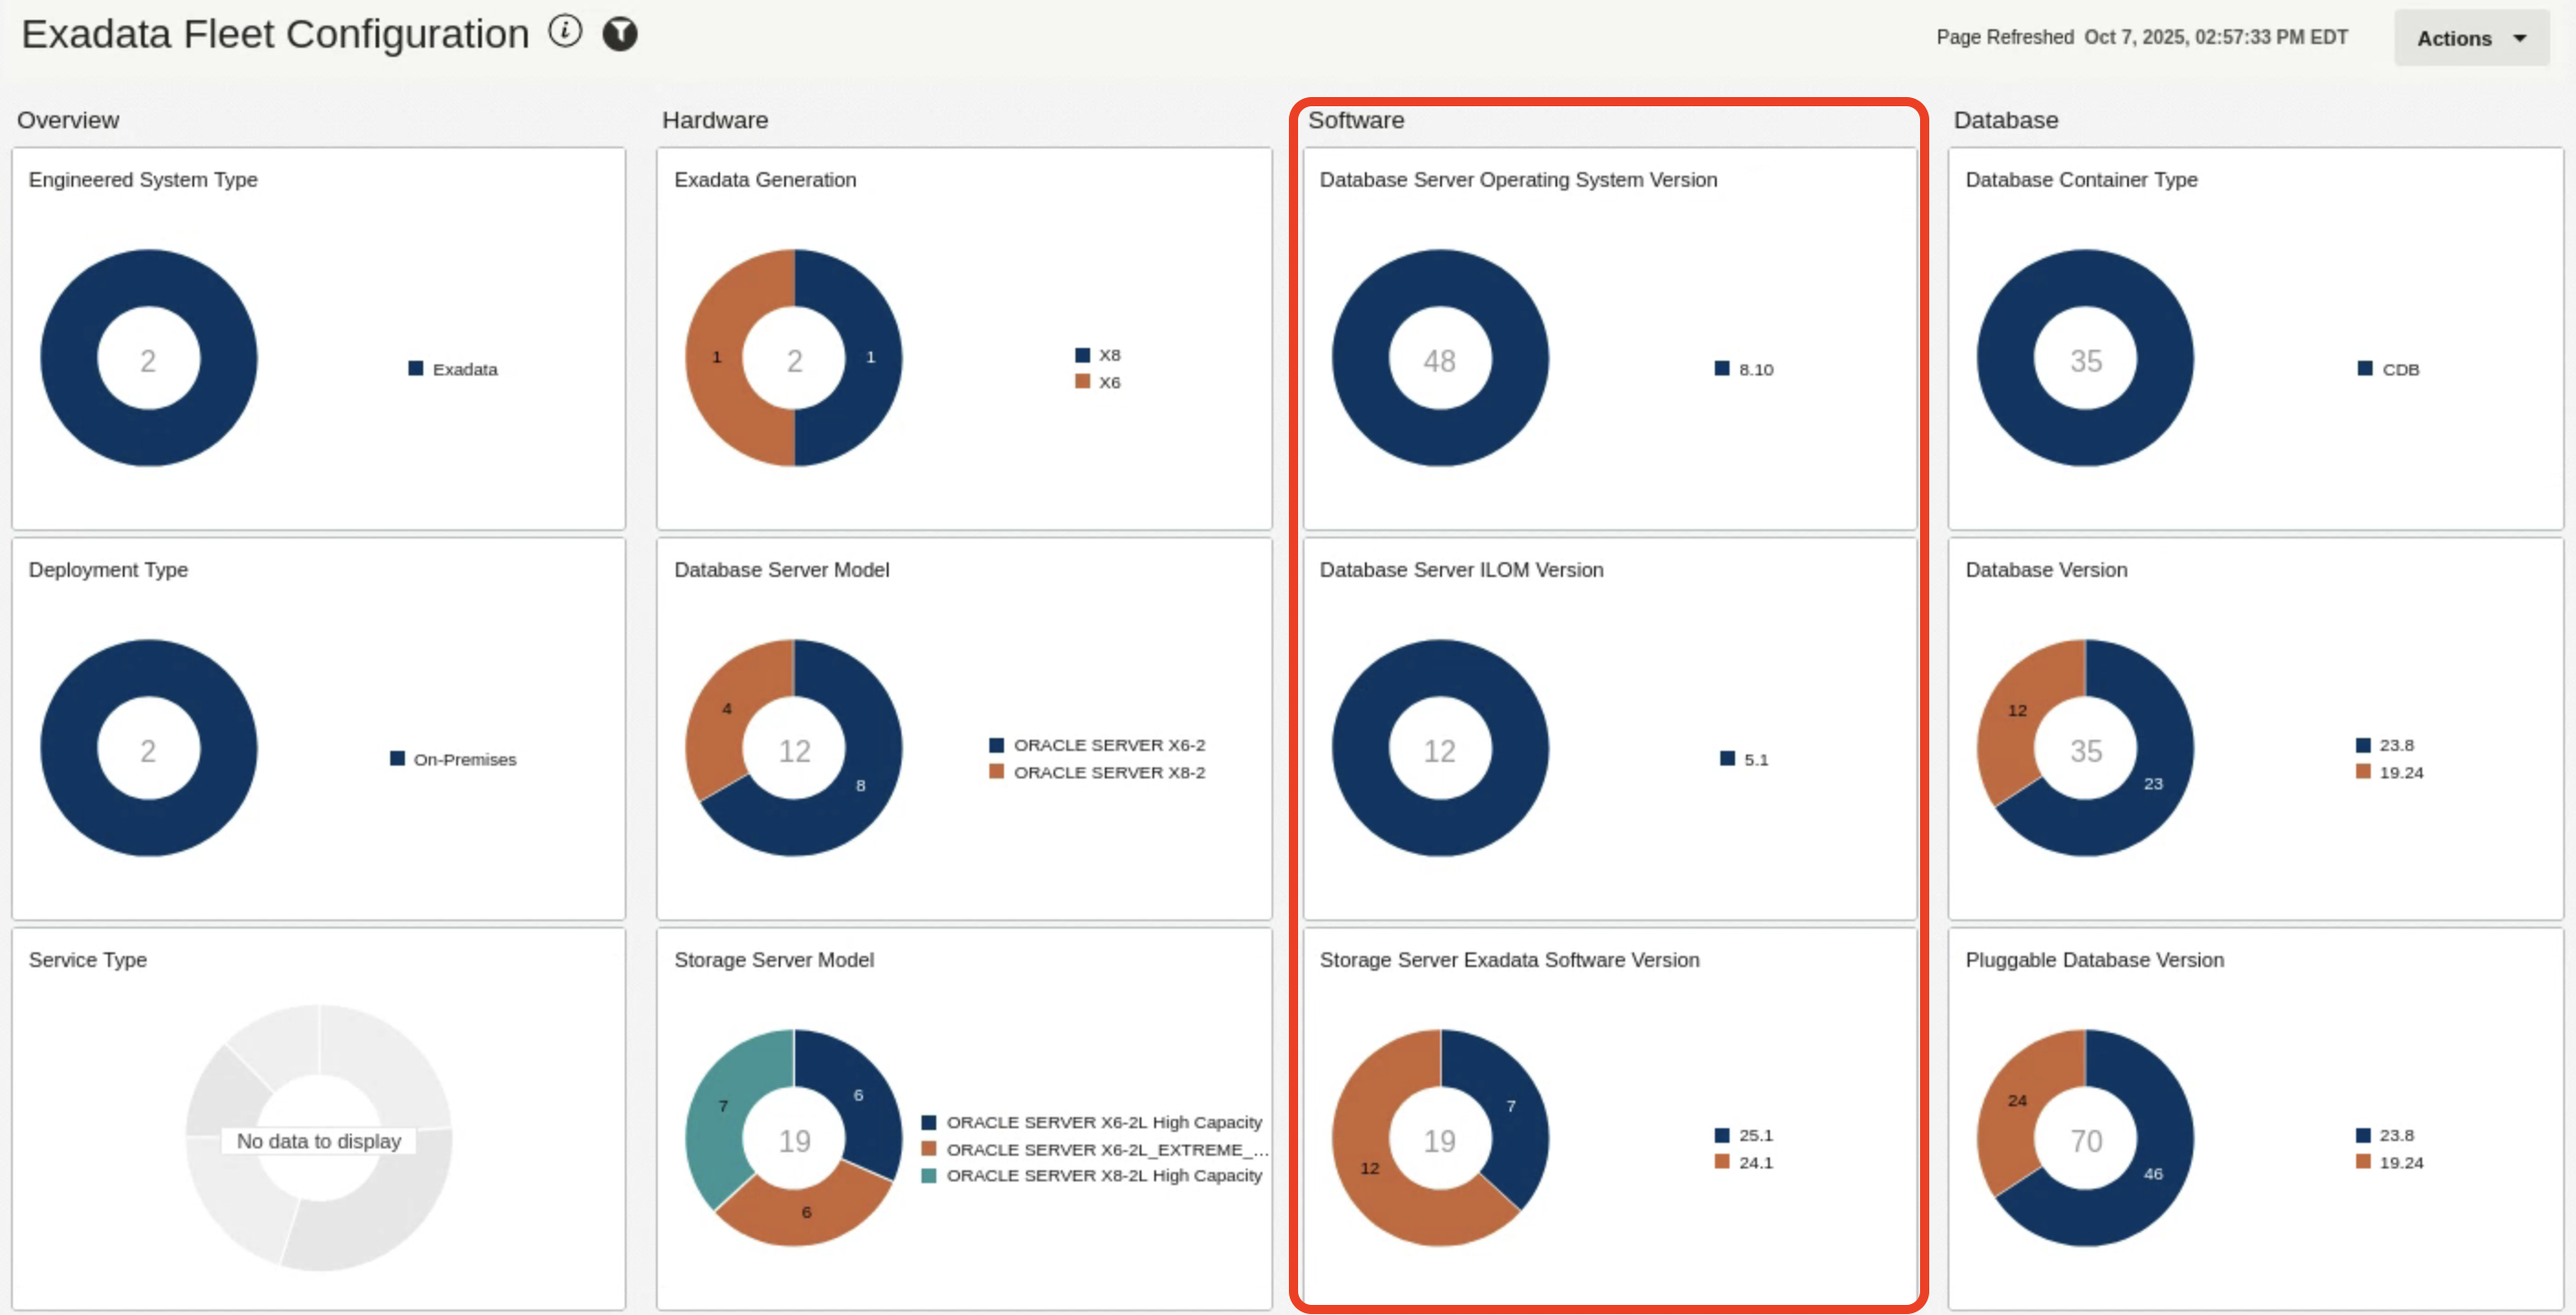 Exadata Fleet Configuration
Page Refreshed Oct 7, 2025, 02:57:33 PM EDT
Actions
Overview
Engineered System Type
2
Exadata
Deployment Type
2
On-Premises
Service Type
No data to display
Hardware
Exadata Generation
1
2
1
X8
X6
Database Server Model
4
12
8
ORACLE SERVER X6-2
ORACLE SERVER X8-2
Storage Server Model
6
7
19
6
ORACLE SERVER X6-2L High Capacity
ORACLE SERVER X6-2L_EXTREME_...
ORACLE SERVER X8-2L High Capacity
Software
Database Server Operating System Version
48
8.10
Database Server ILOM Version
12
5.1
Storage Server Exadata Software Version
7
19
12
25.1
24.1
Database
Database Container Type
35
CDB
Database Version
12
35
23
23.8
19.24
Pluggable Database Version
24
70
46
23.8
19.24